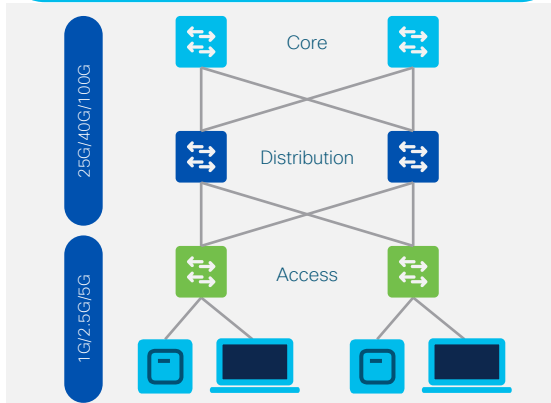 Core
25G/40G/100G
Distribution
Access
1G/2.5G/5G